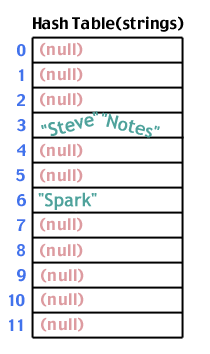 Hash Table(strings)
0 (null)
1 (null)
2 (null)
3 "Steve" "Notes"
4 (null)
5 (null)
6 "Spark"
7 (null)
8 (null)
9 (null)
10 (null)
11 (null)